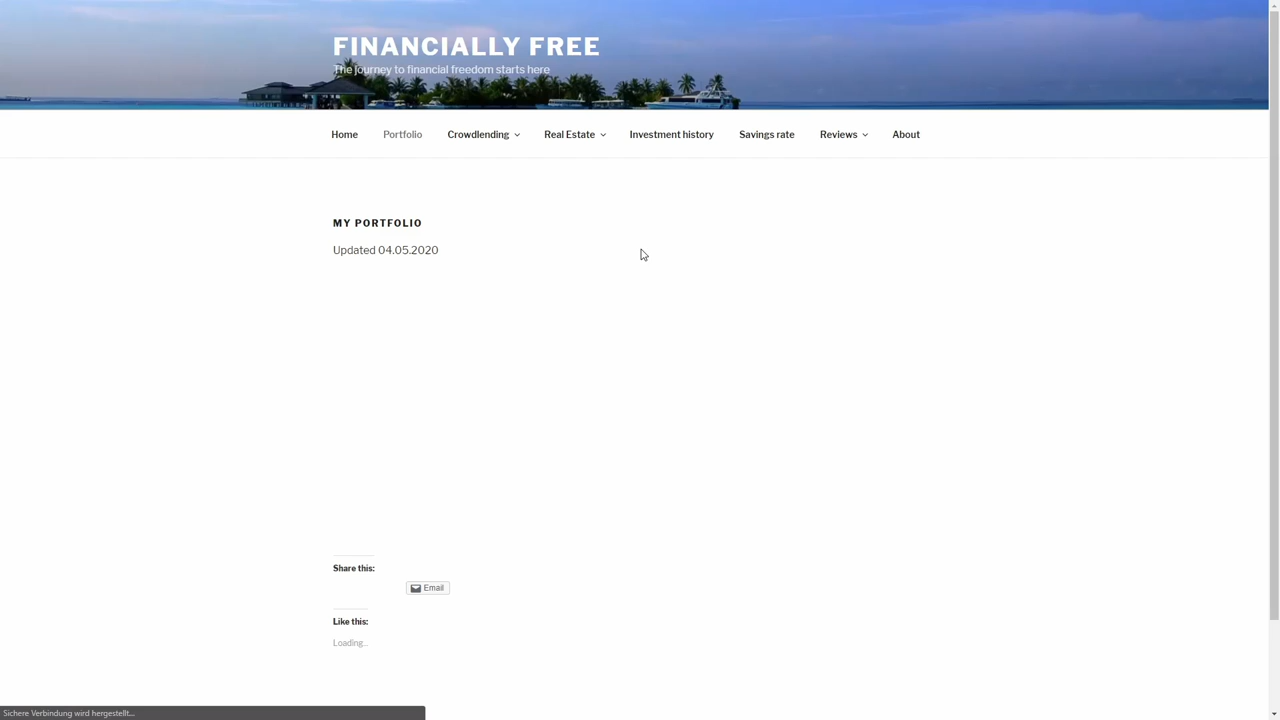 FINANCIALLY FREE
The journey to financial freedom starts here
Home Portfolio Crowdlending Real Estate Investment history Savings rate Reviews About
MY PORTFOLIO
Updated 04.05.2020
Share this:
Email
Like this:
Loading...
Sichere Verbindung wird hergestellt...